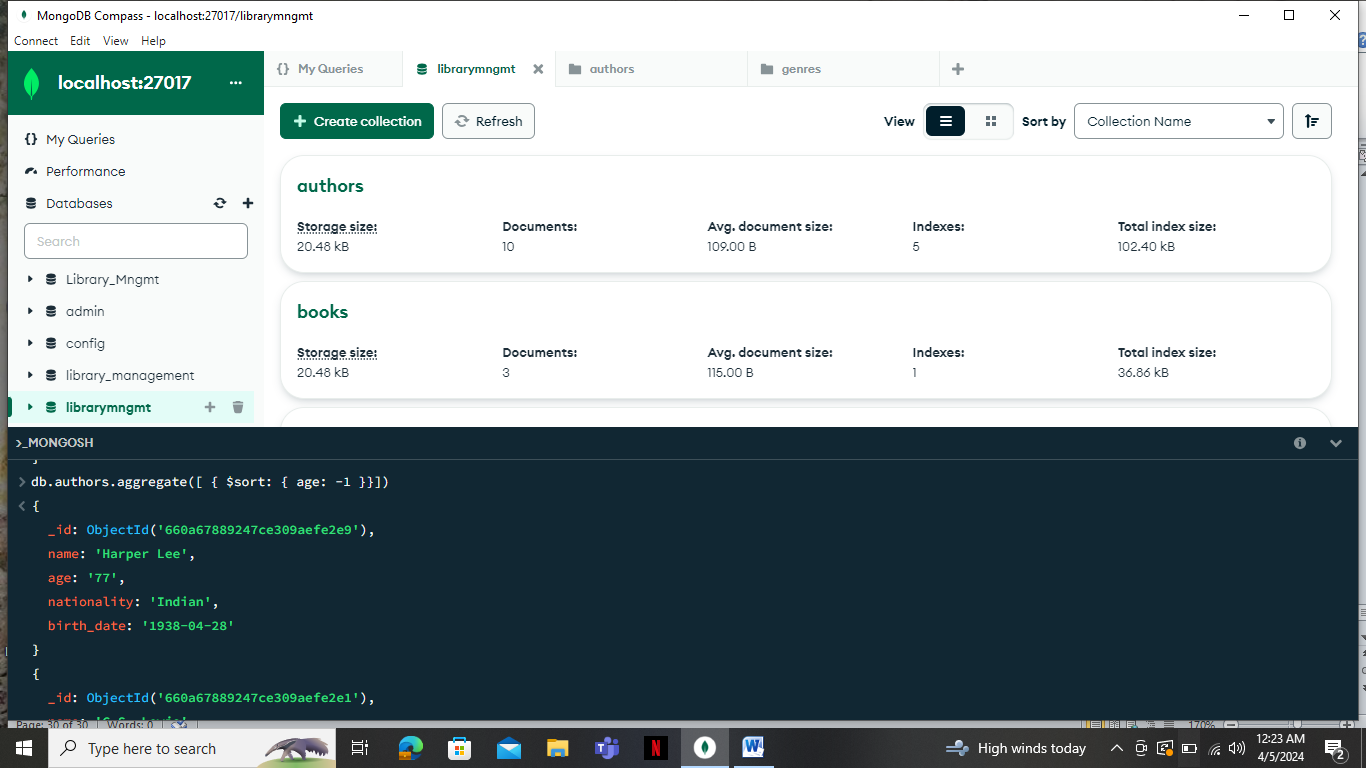 MongoDB Compass - localhost:27017/librarymngmt
Connect Edit View Help
localhost:27017 ...
{} My Queries
librarymngmt
authors
genres
My Queries
Performance
Databases
Search
Library_Mngmt
admin
config
library_management
librarymngmt
+ Create collection
Refresh
View
Sort by
Collection Name
authors
Storage size: Documents: Avg. document size: Indexes: Total index size:
20.48 kB 10 109.00 B 5 102.40 kB
books
Storage size: Documents: Avg. document size: Indexes: Total index size:
20.48 kB 3 115.00 B 1 36.86 kB
>_MONGOSH
> db.authors.aggregate([ { $sort: { age: -1 }}])
< {
_id: ObjectId('660a67889247ce309aefe2e9'),
name: 'Harper Lee',
age: '77',
nationality: 'Indian',
birth_date: '1938-04-28'
}
{
_id: ObjectId('660a67889247ce309aefe2e1'),
Page: 30 of 30 Words: 0 170%
Type here to search
High winds today
12:23 AM
4/5/2024
2